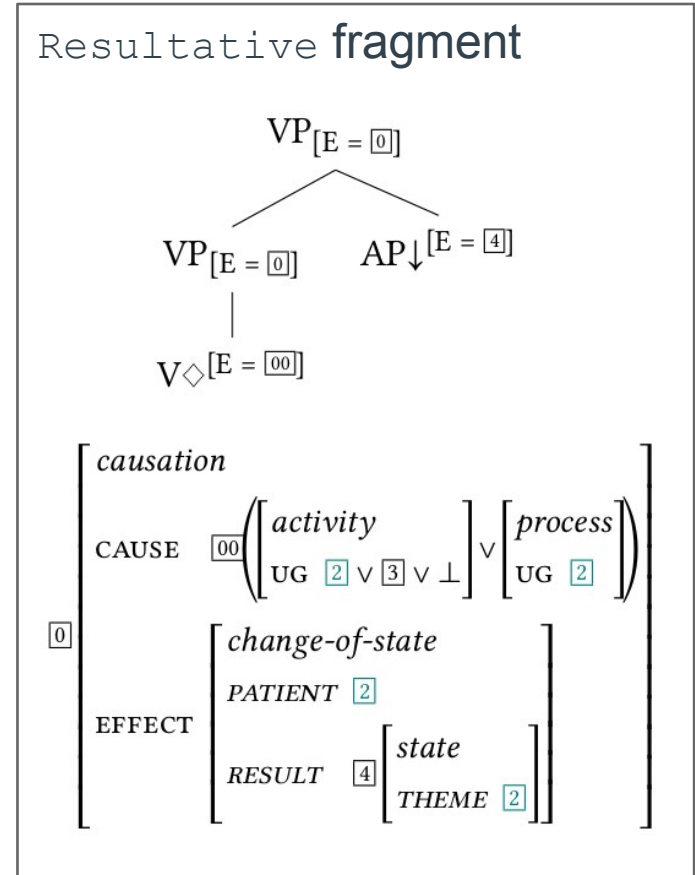 Resultative fragment
VP[E = 0]
VP[E = 0] AP↓[E = 4]
V◇[E = 00]
causation
CAUSE 00 ([activity UG 2 ∨ 3 ∨ ⊥] ∨ [process UG 2])
0
change-of-state
PATIENT 2
EFFECT
RESULT 4 [state THEME 2]